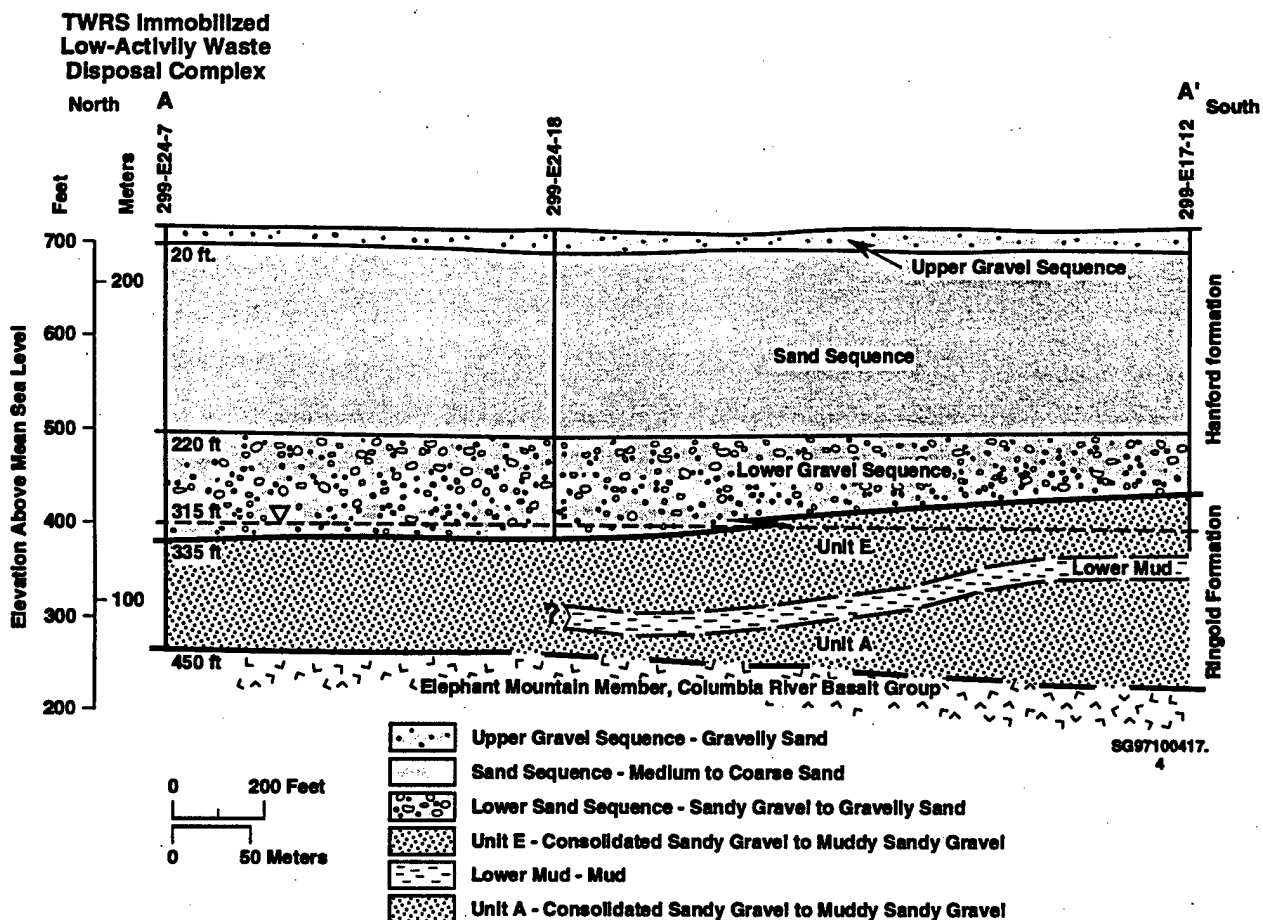 TWRS Immobilized
Low-Activily Waste
Disposal Complex
North
A
A'
South
Feet
Meters
299-E24-7
299-E24-18
299-E17-12
700
600
500
400
300
200
200
100
Elevation Above Mean Sea Level
20 ft.
Upper Gravel Sequence
Sand Sequence
220 ft
Lower Gravel Sequence
315 ft
335 ft
Unit E
Lower Mud
?
Unit A
450 ft
Elephant Mountain Member, Columbia River Basalt Group
Hanford formation
Ringold Formation
SG97100417.
4
Upper Gravel Sequence - Gravelly Sand
Sand Sequence - Medium to Coarse Sand
Lower Sand Sequence - Sandy Gravel to Gravelly Sand
Unit E - Consolidated Sandy Gravel to Muddy Sandy Gravel
Lower Mud - Mud
Unit A - Consolidated Sandy Gravel to Muddy Sandy Gravel
0 200 Feet
0 50 Meters